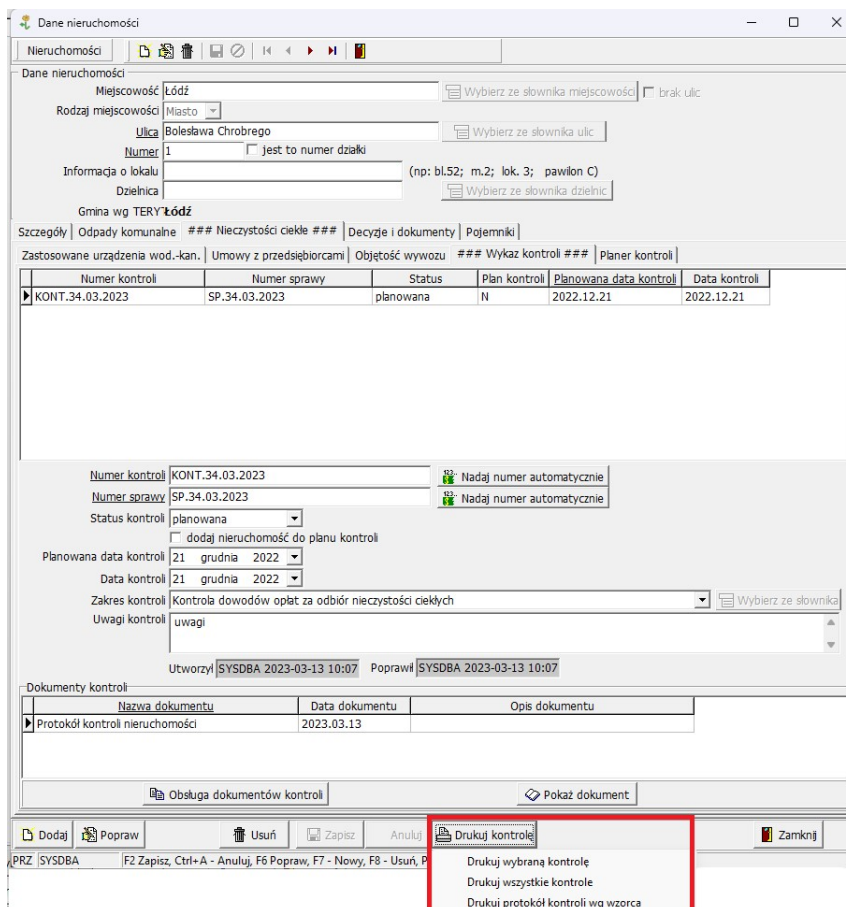 Dane nieruchomości
Nieruchomości
Dane nieruchomości
Miejscowość Łódź Wybierz ze słownika miejscowości brak ulic
Rodzaj miejscowości Miasto
Ulica Bolesława Chrobrego Wybierz ze słownika ulic
Numer 1 jest to numer działki
Informacja o lokalu (np: bl.52; m.2; lok. 3; pawilon C)
Dzielnica Wybierz ze słownika dzielnic
Gmina wg TERY Łódź
Szczegóły Odpady komunalne ### Nieczystości ciekłe ### Decyzje i dokumenty Pojemniki
Zastosowane urządzenia wod.-kan. Umowy z przedsiębiorcami Objętość wywozu ### Wykaz kontroli ### Planer kontroli
Numer kontroli Numer sprawy Status Plan kontroli Planowana data kontroli Data kontroli
KONT.34.03.2023 SP.34.03.2023 planowana N 2022.12.21 2022.12.21
Numer kontroli KONT.34.03.2023 Nadaj numer automatycznie
Numer sprawy SP.34.03.2023 Nadaj numer automatycznie
Status kontroli planowana
dodaj nieruchomość do planu kontroli
Planowana data kontroli 21 grudnia 2022
Data kontroli 21 grudnia 2022
Zakres kontroli Kontrola dowodów opłat za odbiór nieczystości ciekłych Wybierz ze słownika
Uwagi kontroli uwagi
Utworzył SYSDBA 2023-03-13 10:07 Poprawił SYSDBA 2023-03-13 10:07
Dokumenty kontroli
Nazwa dokumentu Data dokumentu Opis dokumentu
Protokół kontroli nieruchomości 2023.03.13
Obsługa dokumentów kontroli Pokaż dokument
Dodaj Popraw Usuń Zapisz Anuluj Drukuj kontrolę Zamknij
PRZ SYSDBA F2 Zapisz, Ctrl+A - Anuluj, F6 Popraw, F7 - Nowy, F8 - Usuń, P
Drukuj wybraną kontrolę
Drukuj wszystkie kontrole
Drukuj protokół kontroli wg wzorca